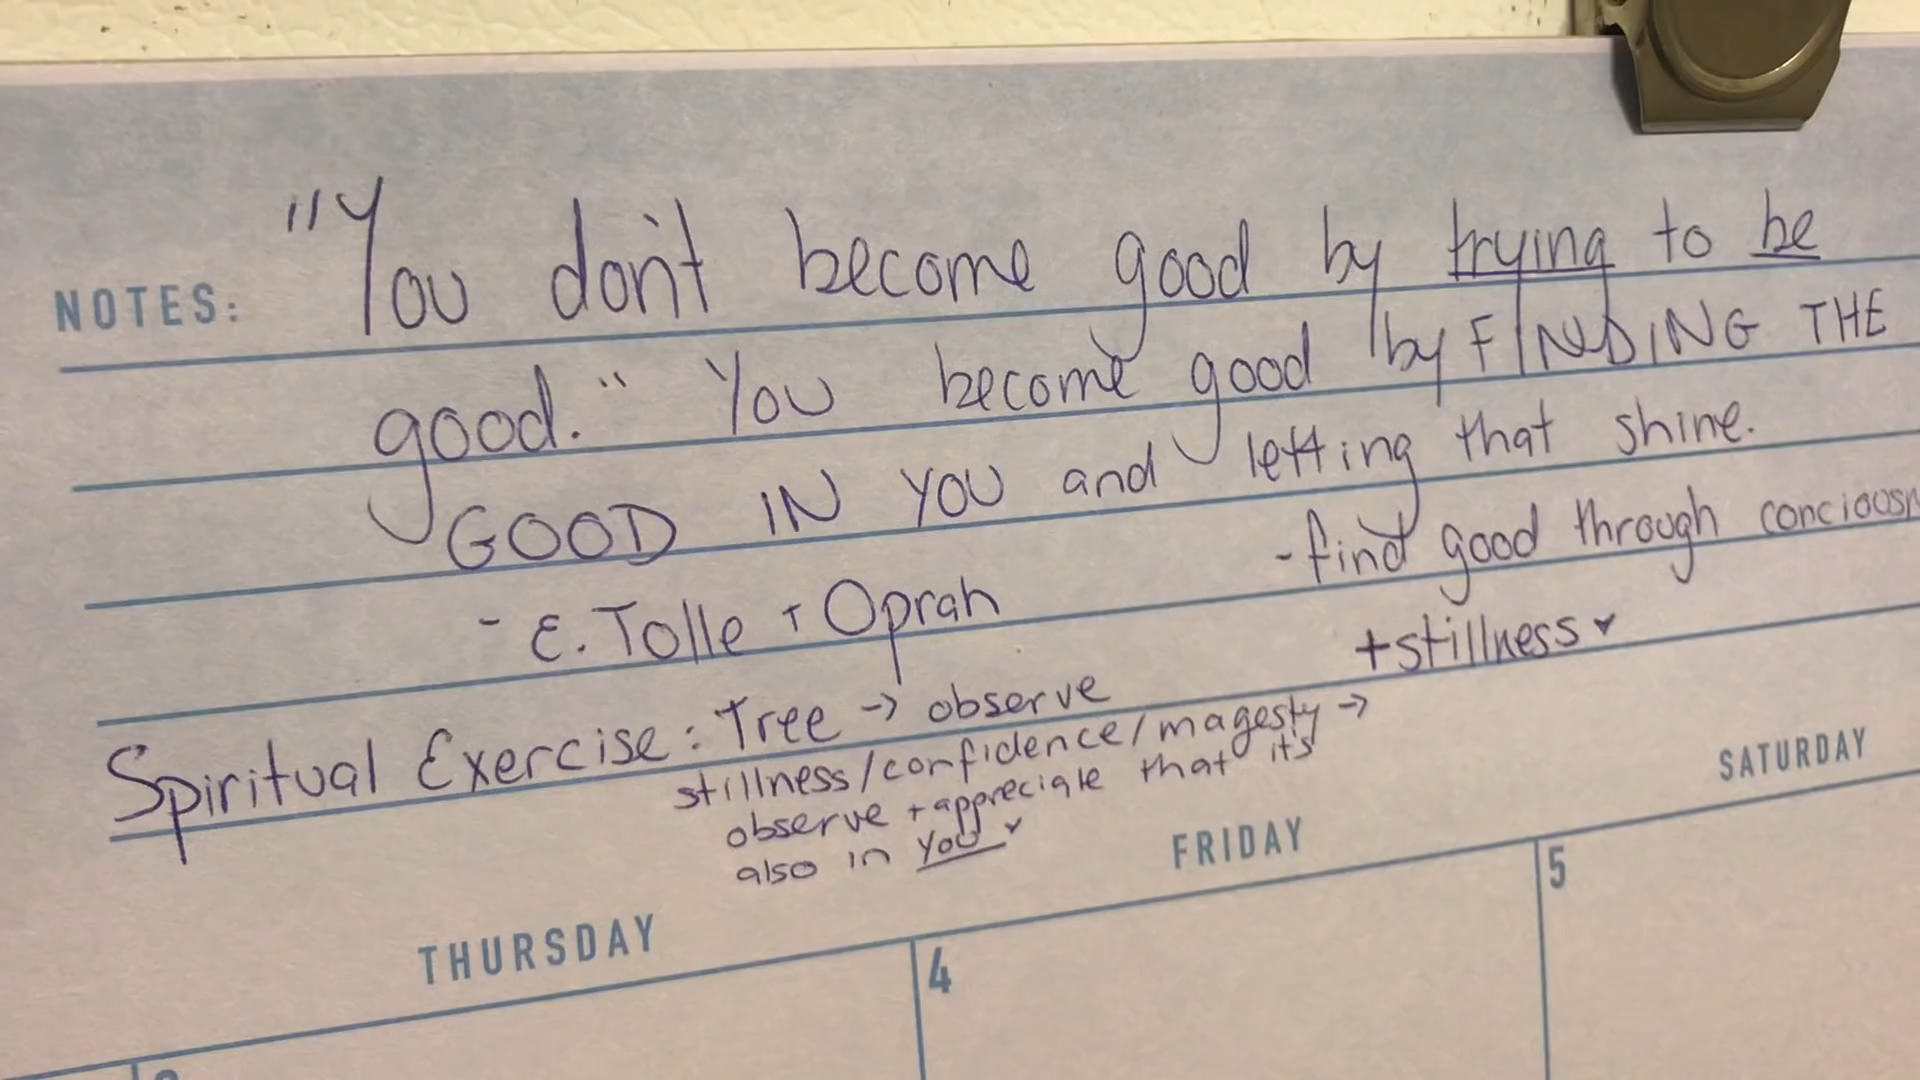 "You don't become good by trying to be
NOTES:
good." You become good by FINDING THE
GOOD IN YOU and letting that shine.
- E. Tolle + Oprah
-find good through conciousn
+stillness
Spiritual Exercise: Tree -> observe
stillness/confidence/magesty ->
observe + appreciate that it's
also in you
THURSDAY
FRIDAY
SATURDAY
4
5